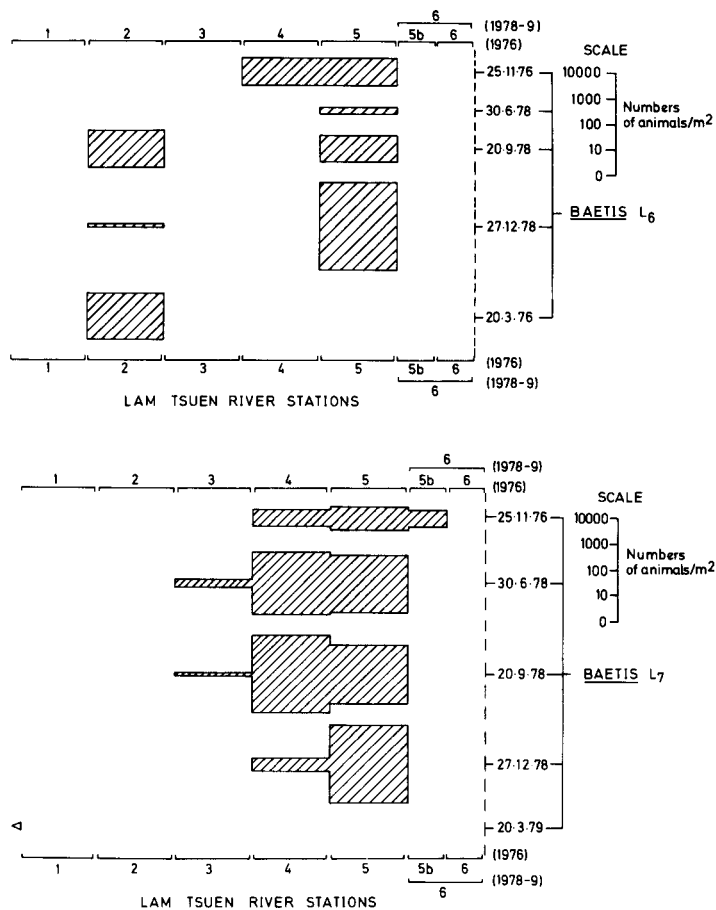 6 (1978-9)
1 2 3 4 5 5b 6 (1976)
SCALE
25·11·76
30·6·78
20·9·78
27·12·78
20·3·76
10000
1000
100
10
0
Numbers
of animals/m²
BAETIS L₆
1 2 3 4 5 5b 6 (1976)
6 (1978-9)
LAM TSUEN RIVER STATIONS
6 (1978-9)
1 2 3 4 5 5b 6 (1976)
SCALE
25·11·76
30·6·78
20·9·78
27·12·78
20·3·79
10000
1000
100
10
0
Numbers
of animals/m²
BAETIS L₇
1 2 3 4 5 5b 6 (1976)
6 (1978-9)
LAM TSUEN RIVER STATIONS